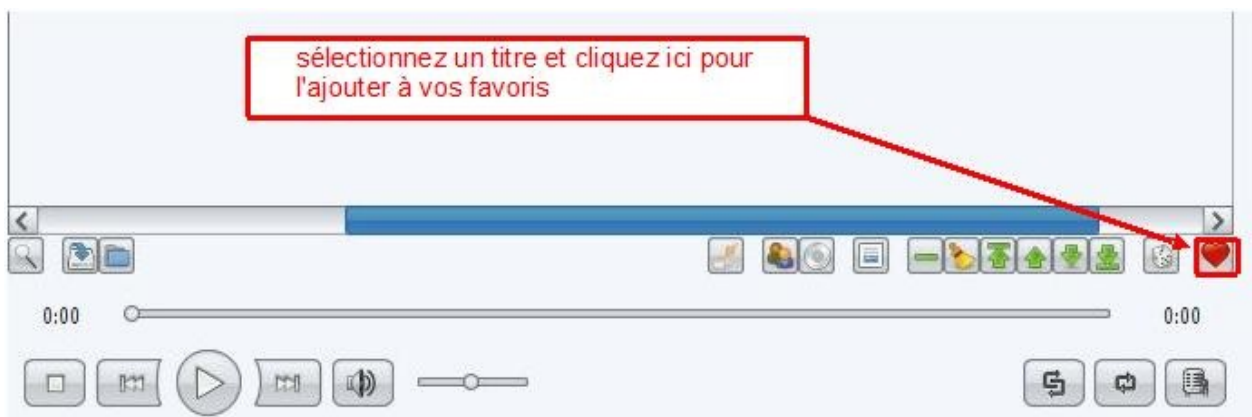 sélectionnez un titre et cliquez ici pour
l'ajouter à vos favoris
0:00
0:00